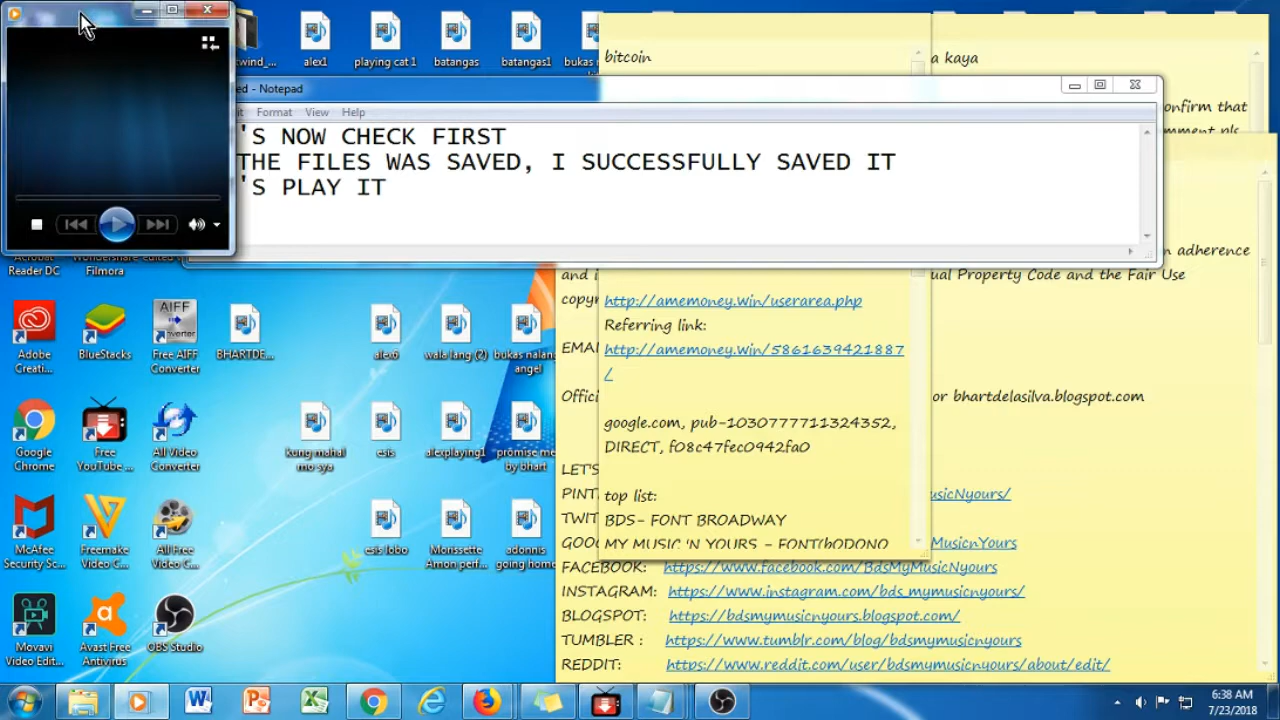 twind_...
alex1
playing cat 1
batangas
batangas1
bukas
bitcoin
a kaya
onfirm that
mment pls
ed - Notepad
Format View Help
'S NOW CHECK FIRST
THE FILES WAS SAVED, I SUCCESSFULLY SAVED IT
'S PLAY IT
Acrobat
Reader DC
Wondershare
Filmora
edited
Adobe
Creati...
BlueStacks
Free AIFF
Converter
AIFF
Converter
BHARTDE...
alex6
wala lang (2)
bukas nalang
angel
n adherence
and i
ual Property Code and the Fair Use
copyr
http://amemoney.win/userarea.php
Referring link:
EMAI
http://amemoney.win/5861639421887
/
Offici
or bhartdelasilva.blogspot.com
google.com, pub-1030777711324352,
DIRECT, f08c47fec0942fa0
Google
Chrome
Free
YouTube ...
All Video
Converter
kung mahal
mo sya
esis
alexplaying1
promise me
by bhart
LET'S
top list:
PINT
usicNyours/
TWIT
BDS- FONT BROADWAY
GOO
MY MUSIC 'N YOURS - FONT(bODONO
MusicnYours
McAfee
Security Sc...
Freemake
Video C...
All Free
Video C...
esis lobo
Morissette
Amon perf...
adonnis
going home
FACEBOOK: https://www.facebook.com/BdsMyMusicNyours
INSTAGRAM: https://www.instagram.com/bds_mymusicnyours/
BLOGSPOT: https://bdsmymusicnyours.blogspot.com/
TUMBLER : https://www.tumblr.com/blog/bdsmymusicnyours
REDDIT: https://www.reddit.com/user/bdsmymusicnyours/about/edit/
Movavi
Video Edit...
Avast Free
Antivirus
OBS Studio
6:38 AM
7/23/2018